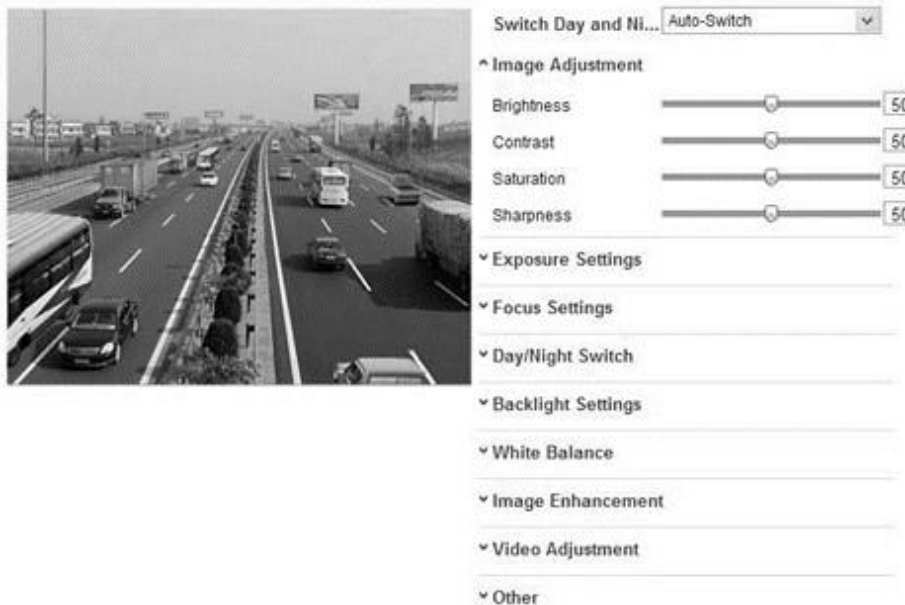 Switch Day and Ni... Auto-Switch
Image Adjustment
Brightness 50
Contrast 50
Saturation 50
Sharpness 50
Exposure Settings
Focus Settings
Day/Night Switch
Backlight Settings
White Balance
Image Enhancement
Video Adjustment
Other